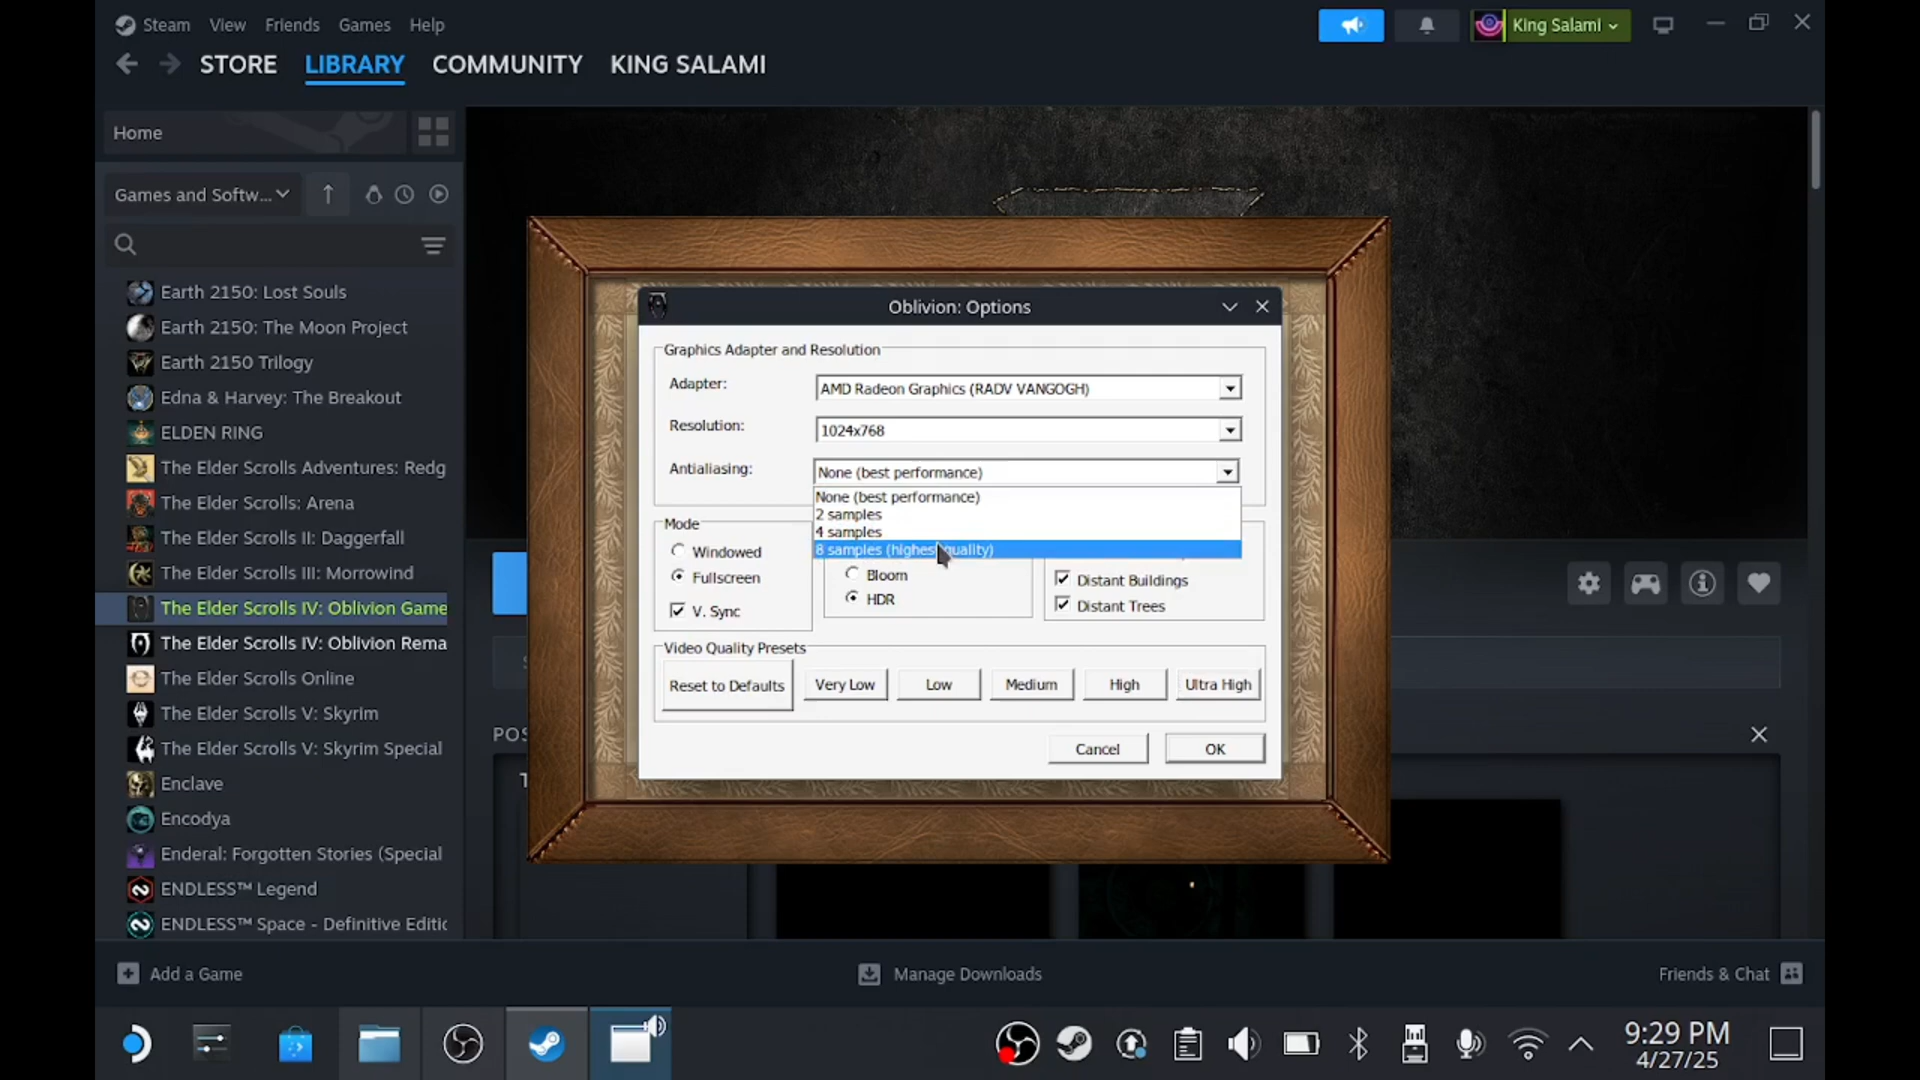 Steam View Friends Games Help
King Salami
STORE LIBRARY COMMUNITY KING SALAMI
Home
Games and Softw...
Earth 2150: Lost Souls
Earth 2150: The Moon Project
Earth 2150 Trilogy
Edna & Harvey: The Breakout
ELDEN RING
The Elder Scrolls Adventures: Redg
The Elder Scrolls: Arena
The Elder Scrolls II: Daggerfall
The Elder Scrolls III: Morrowind
The Elder Scrolls IV: Oblivion Game
The Elder Scrolls IV: Oblivion Rema
The Elder Scrolls Online
The Elder Scrolls V: Skyrim
The Elder Scrolls V: Skyrim Special
Enclave
Encodya
Enderal: Forgotten Stories (Special
ENDLESS™ Legend
ENDLESS™ Space - Definitive Editic
Oblivion: Options
Graphics Adapter and Resolution
Adapter: AMD Radeon Graphics (RADV VANGOGH)
Resolution: 1024x768
Antialiasing: None (best performance)
None (best performance)
2 samples
4 samples
8 samples (highest quality)
Mode
Windowed
Fullscreen
V. Sync
Bloom
HDR
Distant Buildings
Distant Trees
Video Quality Presets
Reset to Defaults Very Low Low Medium High Ultra High
Cancel OK
POS
Add a Game
Manage Downloads
Friends & Chat
9:29 PM
4/27/25